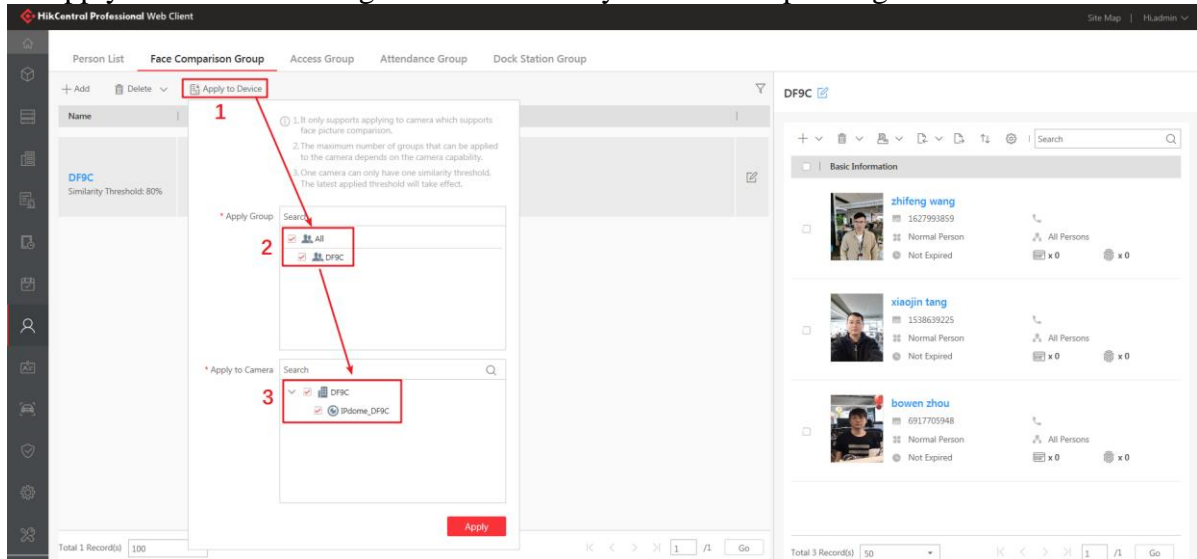 HikCentral Professional Web Client
Site Map | Hi,admin
Person List Face Comparison Group Access Group Attendance Group Dock Station Group
Add Delete Apply to Device
DF9C
Name
1
1.It only supports applying to camera which supports
face picture comparison.
2.The maximum number of groups that can be applied
to the camera depends on the camera capability.
3.One camera can only have one similarity threshold.
The latest applied threshold will take effect.
DF9C
Similarity Threshold: 80%
* Apply Group
Search
2
All
DF9C
* Apply to Camera
Search
3
DF9C
IPdome_DF9C
Apply
Total 1 Record(s) 100
1 /1 Go
Search
Basic Information
zhifeng wang
1627993859
Normal Person All Persons
Not Expired x 0 x 0
xiaojin tang
1538639225
Normal Person All Persons
Not Expired x 0 x 0
bowen zhou
6917705948
Normal Person All Persons
Not Expired x 0 x 0
Total 3 Record(s) 50
1 /1 Go